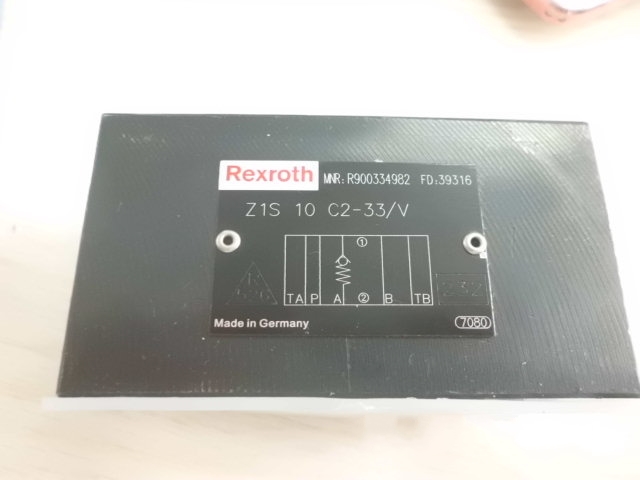 Rexroth MNR: R900334982 FD: 39316
Z1S 10 C2-33/V
①
TA P A ② B TB
Made in Germany 7080